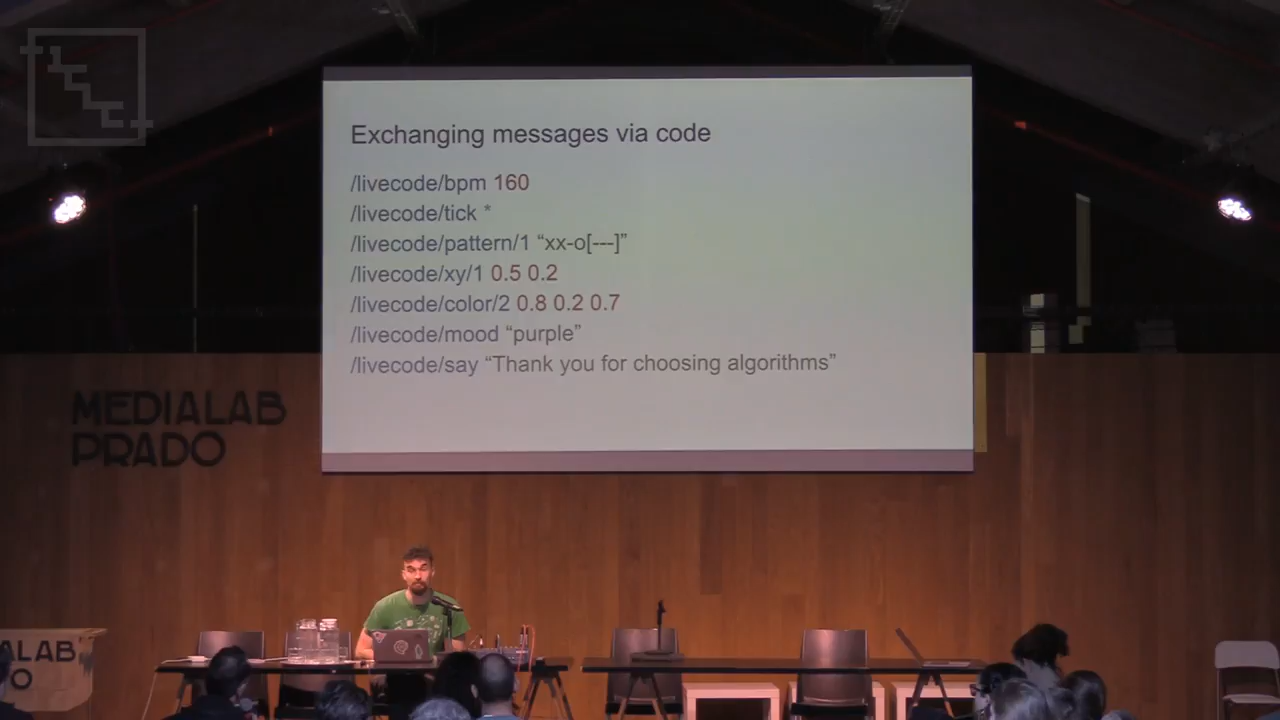 Exchanging messages via code
/livecode/bpm 160
/livecode/tick *
/livecode/pattern/1 “xx-o[---]”
/livecode/xy/1 0.5 0.2
/livecode/color/2 0.8 0.2 0.7
/livecode/mood “purple”
/livecode/say “Thank you for choosing algorithms”
MEDIALAB
PRADO
ALAB
O